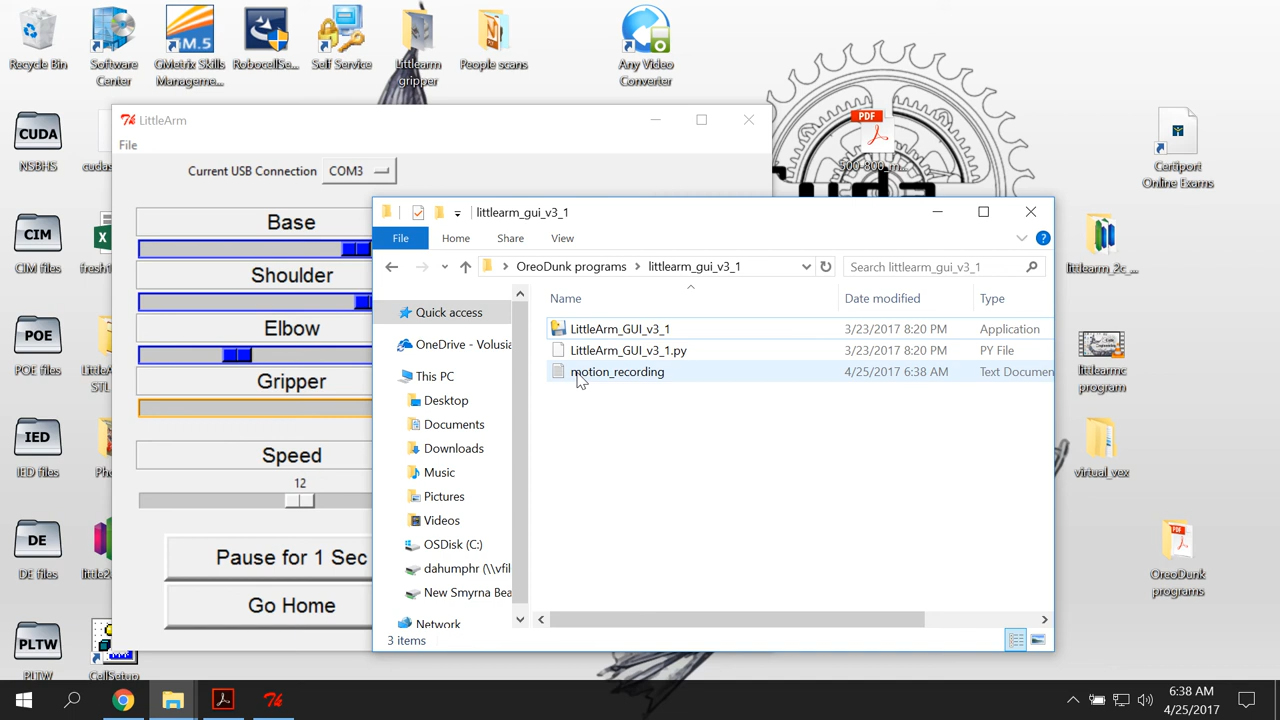 Recycle Bin
Software
Center
GMetrix Skills
Manageme...
RobocellSe...
Self Service
Littlearm
gripper
People scans
Any Video
Converter
CUDA
NSBHS
CIM
CIM files
POE
POE files
IED
IED files
DE
DE files
PLTW
PLTW
CellSetup
PDF
Certiport
Online Exams
littlearm_2c_...
littlearmc
program
virtual_vex
PDF
OreoDunk
programs
LittleArm
File
Current USB Connection COM3
Base
Shoulder
Elbow
Gripper
Speed
12
Pause for 1 Sec
Go Home
littlearm_gui_v3_1
File Home Share View
OreoDunk programs > littlearm_gui_v3_1
Search littlearm_gui_v3_1
Name Date modified Type
LittleArm_GUI_v3_1 3/23/2017 8:20 PM Application
LittleArm_GUI_v3_1.py 3/23/2017 8:20 PM PY File
motion_recording 4/25/2017 6:38 AM Text Documen
Quick access
OneDrive - Volusia
This PC
Desktop
Documents
Downloads
Music
Pictures
Videos
OSDisk (C:)
dahumphr (\\vfil
New Smyrna Bea
Network
3 items
6:38 AM
4/25/2017